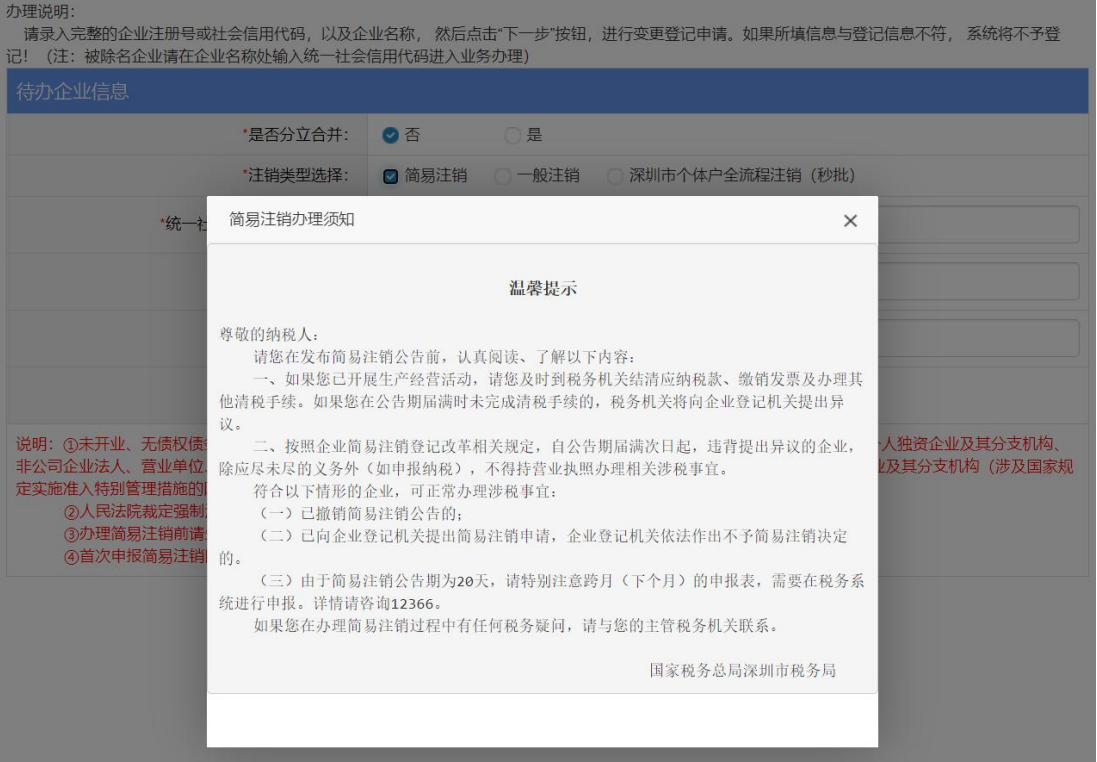 办理说明：
请录入完整的企业注册号或社会信用代码，以及企业名称， 然后点击“下一步”按钮，进行变更登记申请。如果所填信息与登记信息不符， 系统将不予登
记！（注：被除名企业请在企业名称处输入统一社会信用代码进入业务办理）
待办企业信息
*是否分立合并： 否 是
*注销类型选择： 简易注销 一般注销 深圳市个体户全流程注销（秒批）
*统一社
简易注销办理须知 ×
温馨提示
尊敬的纳税人：
请您在发布简易注销公告前，认真阅读、了解以下内容：
一、如果您已开展生产经营活动，请您及时到税务机关结清应纳税款、缴销发票及办理其
他清税手续。如果您在公告期届满时未完成清税手续的，税务机关将向企业登记机关提出异
议。
二、按照企业简易注销登记改革相关规定，自公告期届满次日起，违背提出异议的企业，
除应尽未尽的义务外（如申报纳税），不得持营业执照办理相关涉税事宜。
符合以下情形的企业，可正常办理涉税事宜：
（一）已撤销简易注销公告的；
（二）已向企业登记机关提出简易注销申请，企业登记机关依法作出不予简易注销决定
的。
（三）由于简易注销公告期为20天，请特别注意跨月（下个月）的申报表，需要在税务系
统进行申报。详情请咨询12366。
如果您在办理简易注销过程中有任何税务疑问，请与您的主管税务机关联系。
国家税务总局深圳市税务局
说明：①未开业、无债权债 人独资企业及其分支机构、
非公司企业法人、营业单位、 业及其分支机构（涉及国家规
定实施准入特别管理措施的
②人民法院裁定强制
③办理简易注销前请
④首次申报简易注销